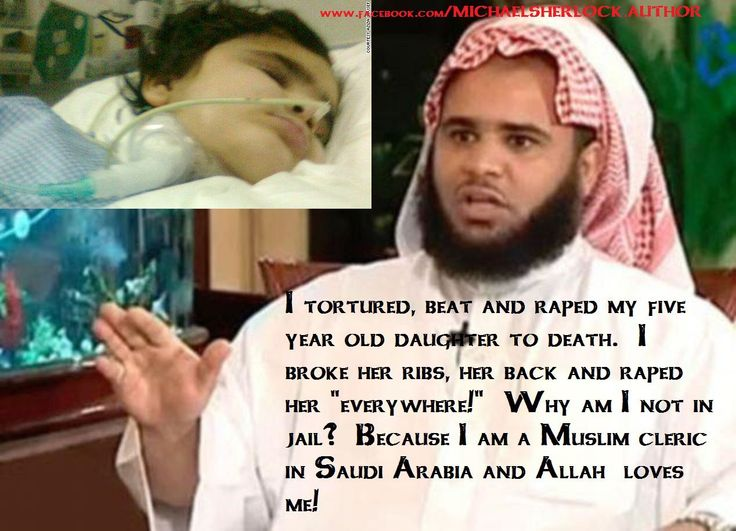 www.facebook.com/MICHAELSHERLOCK.AUTHOR
I tortured, beat and raped my five
year old daughter to death. I
broke her ribs, her back and raped
her "everywhere!" Why am I not in
jail? Because I am a Muslim cleric
in Saudi Arabia and Allah loves
me!